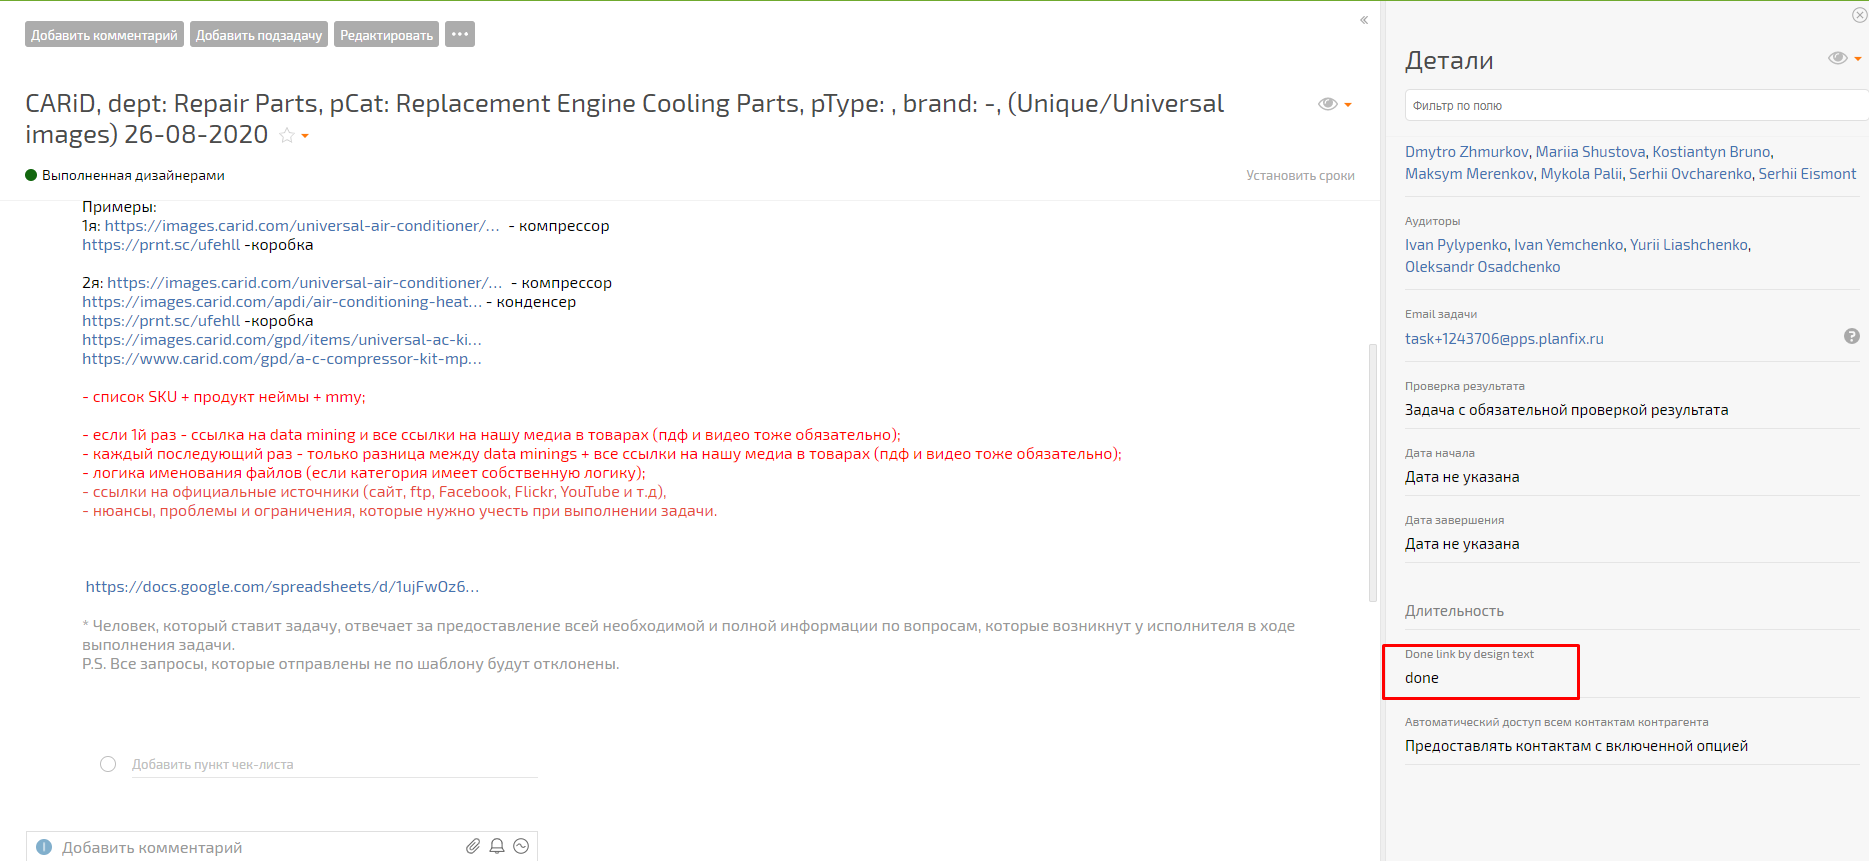 Добавить комментарий
Добавить подзадачу
Редактировать
CARiD, dept: Repair Parts, pCat: Replacement Engine Cooling Parts, pType: , brand: -, (Unique/Universal
images) 26-08-2020
Выполненная дизайнерами
Установить сроки
Примеры:
1я: https://images.carid.com/universal-air-conditioner/… - компрессор
https://prnt.sc/ufehll -коробка
2я: https://images.carid.com/universal-air-conditioner/… - компрессор
https://images.carid.com/apdi/air-conditioning-heat… - конденсер
https://prnt.sc/ufehll -коробка
https://images.carid.com/gpd/items/universal-ac-ki…
https://www.carid.com/gpd/a-c-compressor-kit-mp…
- список SKU + продукт неймы + mmy;
- если 1й раз - ссылка на data mining и все ссылки на нашу медиа в товарах (пдф и видео тоже обязательно);
- каждый последующий раз - только разница между data minings + все ссылки на нашу медиа в товарах (пдф и видео тоже обязательно);
- логика именования файлов (если категория имеет собственную логику);
- ссылки на официальные источники (сайт, ftp, Facebook, Flickr, YouTube и т.д),
- нюансы, проблемы и ограничения, которые нужно учесть при выполнении задачи.
https://docs.google.com/spreadsheets/d/1ujFwOz6…
* Человек, который ставит задачу, отвечает за предоставление всей необходимой и полной информации по вопросам, которые возникнут у исполнителя в ходе
выполнения задачи.
P.S. Все запросы, которые отправлены не по шаблону будут отклонены.
Добавить пункт чек-листа
Добавить комментарий
Детали
Фильтр по полю
Dmytro Zhmurkov, Mariia Shustova, Kostiantyn Bruno,
Maksym Merenkov, Mykola Palii, Serhii Ovcharenko, Serhii Eismont
Аудиторы
Ivan Pylypenko, Ivan Yemchenko, Yurii Liashchenko,
Oleksandr Osadchenko
Email задачи
task+1243706@pps.planfix.ru
Проверка результата
Задача с обязательной проверкой результата
Дата начала
Дата не указана
Дата завершения
Дата не указана
Длительность
Done link by design text
done
Автоматический доступ всем контактам контрагента
Предоставлять контактам с включенной опцией